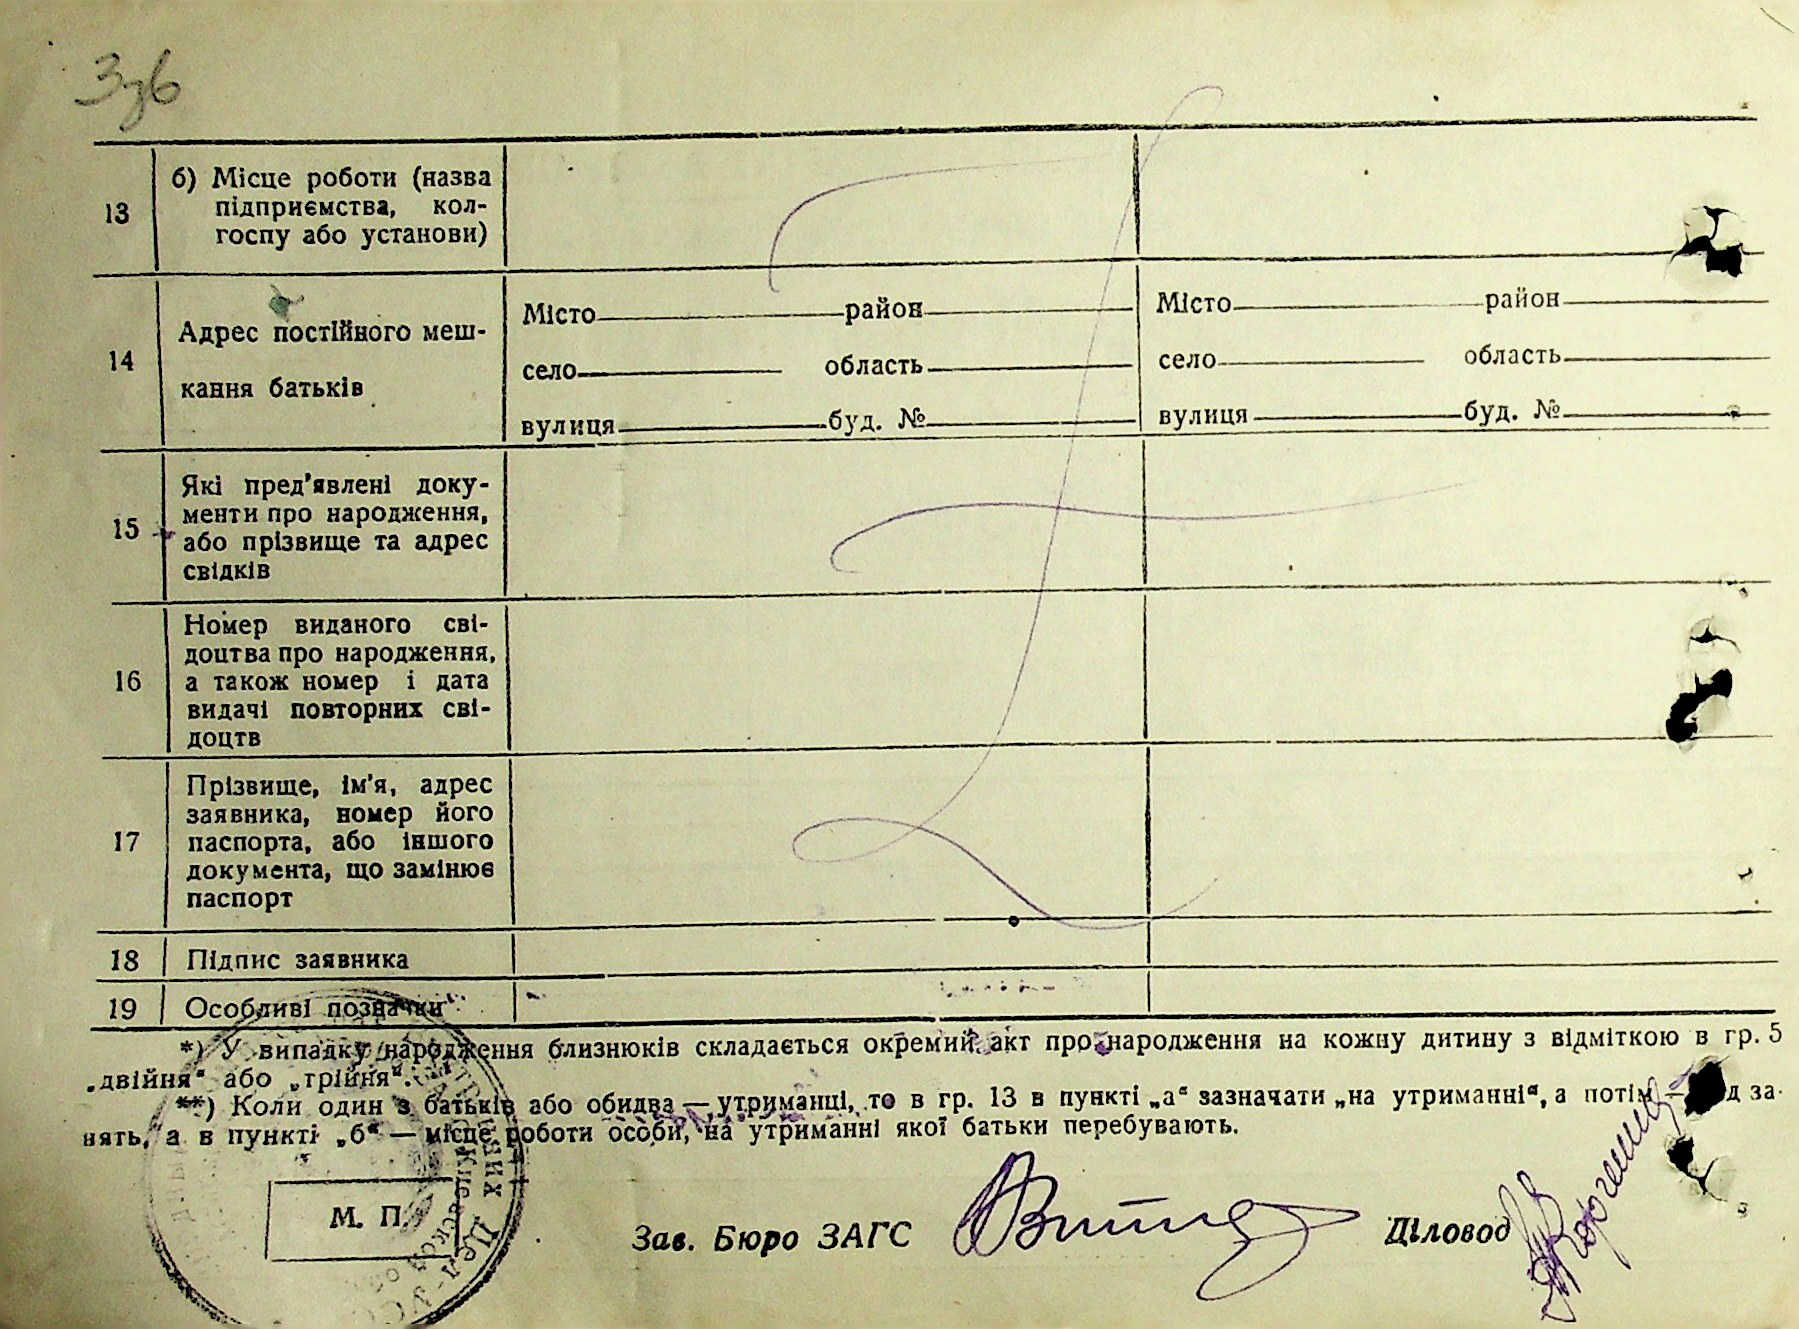 Ззв
13 б) Місце роботи (назва
підприємства, кол-
госпу або установи)
14 Адрес постійного меш-
кання батьків
Місто район
село область
вулиця буд. №
Місто район
село область
вулиця буд. №
15 Які пред'явлені доку-
менти про народження,
або прізвище та адрес
свідків
16 Номер виданого сві-
доцтва про народження,
а також номер і дата
видачі повторних сві-
доцтв
17 Прізвище, ім'я, адрес
заявника, номер його
паспорта, або іншого
документа, що замінює
паспорт
18 Підпис заявника
19 Особливі позначки
*) У випадку народження близнюків складається окремий акт про народження на кожну дитину з відміткою в гр. 5
„двійня“ або „трійня“.
**) Коли один з батьків або обидва — утриманці, то в гр. 13 в пункті „а“ зазначати „на утриманні“, а потім — за-
нять, а в пункті „б“ — місце роботи особи, на утриманні якої батьки перебувають.
М. П.
Зав. Бюро ЗАГС
Діловод